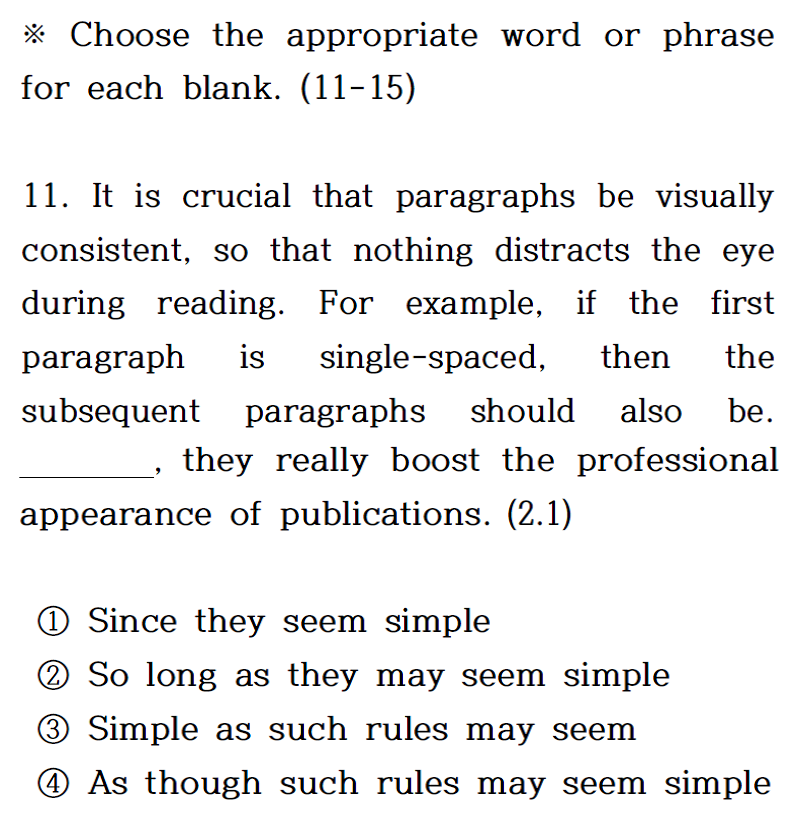 ※ Choose the appropriate word or phrase
for each blank. (11-15)
11. It is crucial that paragraphs be visually
consistent, so that nothing distracts the eye
during reading. For example, if the first
paragraph is single-spaced, then the
subsequent paragraphs should also be.
________, they really boost the professional
appearance of publications. (2.1)
① Since they seem simple
② So long as they may seem simple
③ Simple as such rules may seem
④ As though such rules may seem simple